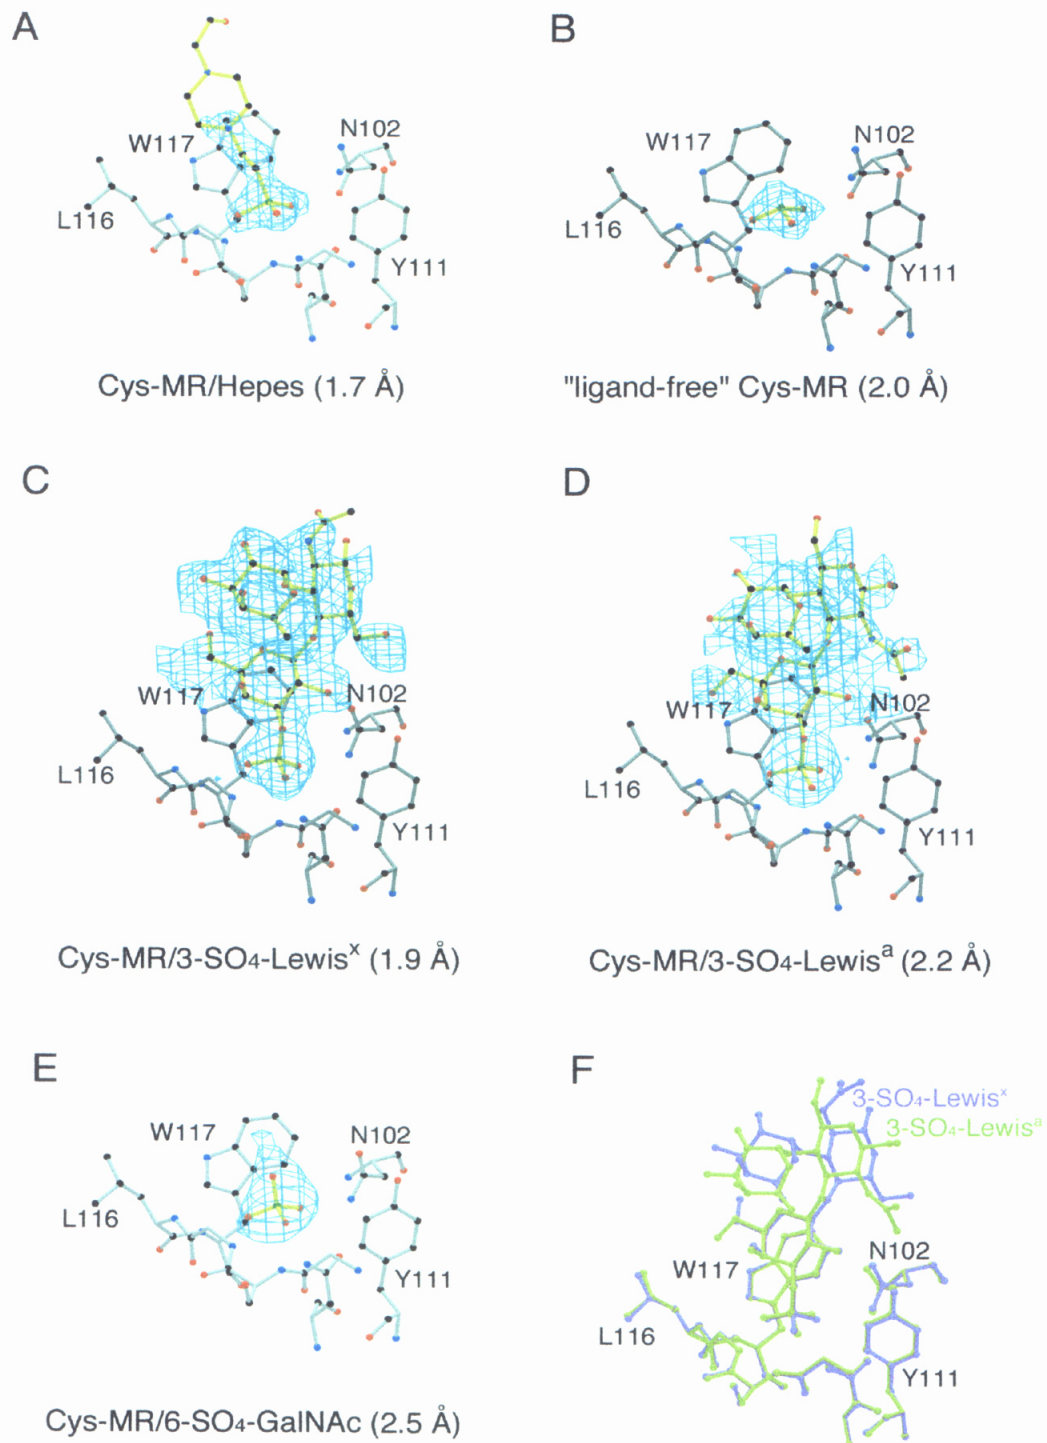 A
W117
N102
L116
Y111
Cys-MR/Hepes (1.7 Å)
B
W117
N102
L116
Y111
"ligand-free" Cys-MR (2.0 Å)
C
W117
N102
L116
Y111
Cys-MR/3-SO₄-Lewisˣ (1.9 Å)
D
W117
N102
L116
Y111
Cys-MR/3-SO₄-Lewisᵃ (2.2 Å)
E
W117
N102
L116
Y111
Cys-MR/6-SO₄-GalNAc (2.5 Å)
F
3-SO₄-Lewisˣ
3-SO₄-Lewisᵃ
W117
N102
L116
Y111